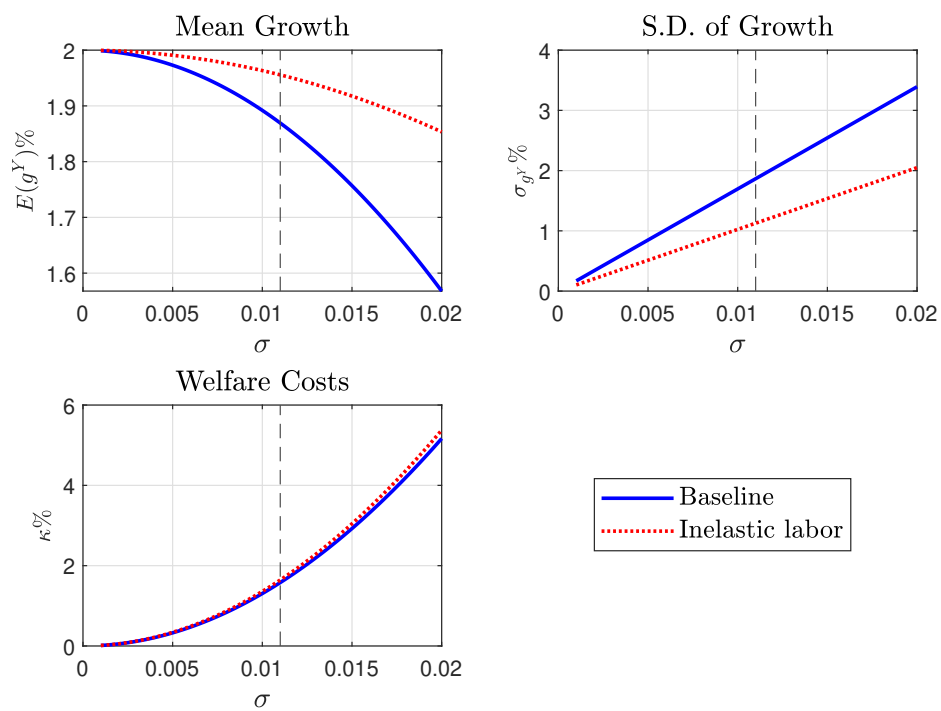 Mean Growth
2
1.9
1.8
1.7
1.6
E(g^Y)%
0
0.005
0.01
0.015
0.02
σ
S.D. of Growth
4
3
2
1
0
σ_{g^Y}%
0
0.005
0.01
0.015
0.02
σ
Welfare Costs
6
4
2
0
κ%
0
0.005
0.01
0.015
0.02
σ
Baseline
Inelastic labor